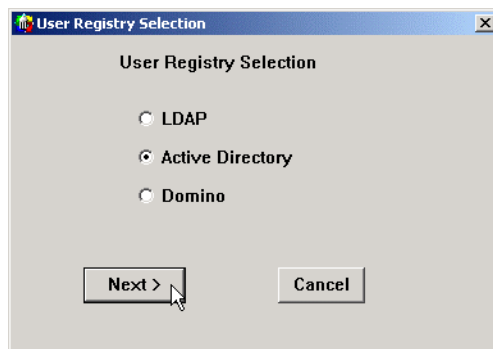 User Registry Selection
User Registry Selection
LDAP
Active Directory
Domino
Next > Cancel